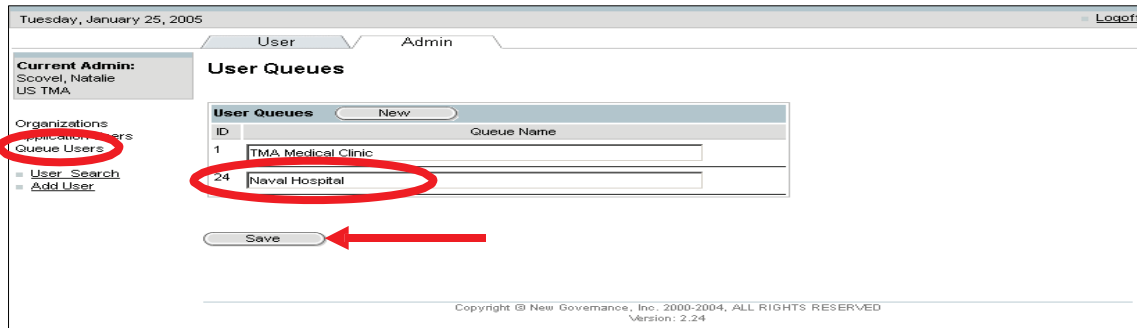 Tuesday, January 25, 2005
Logoff
User
Admin
Current Admin:
Scovel, Natalie
US TMA
User Queues
User Queues
New
ID
Queue Name
1
TMA Medical Clinic
24
Naval Hospital
Organizations
Application Users
Queue Users
User Search
Add User
Save
Copyright @ New Governance, Inc. 2000-2004, ALL RIGHTS RESERVED
Version: 2.24